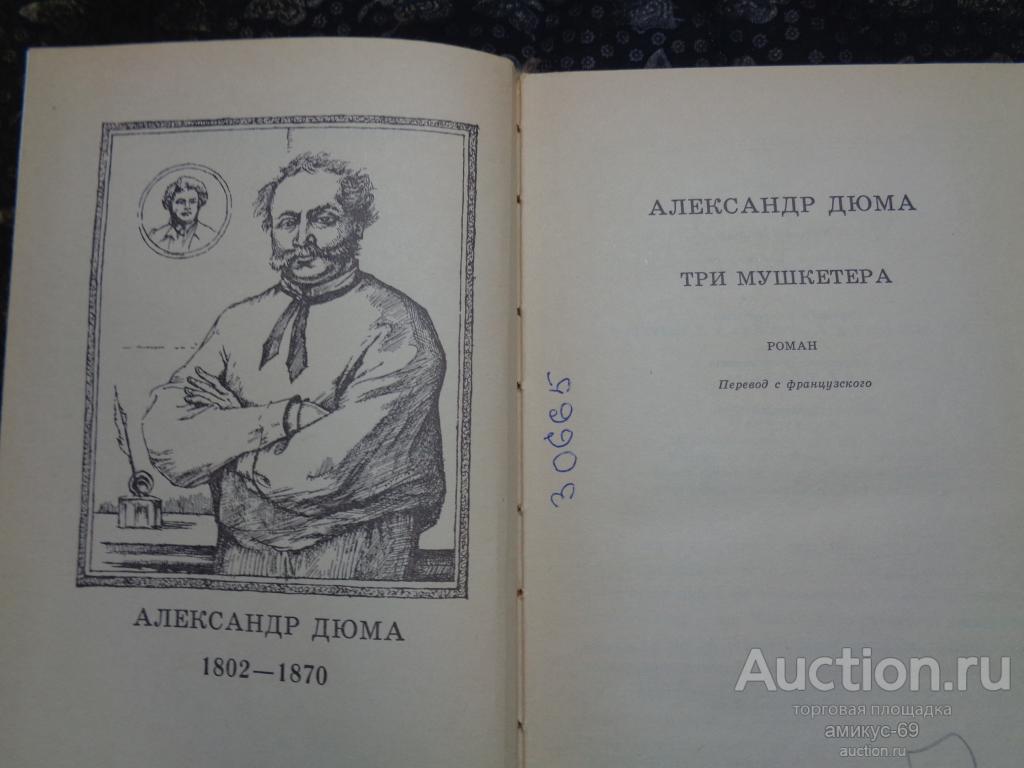 АЛЕКСАНДР ДЮМА
1802—1870
АЛЕКСАНДР ДЮМА
ТРИ МУШКЕТЕРА
РОМАН
Перевод с французского
30665
Auction.ru
торговая площадка
амикус-69
auction.ru